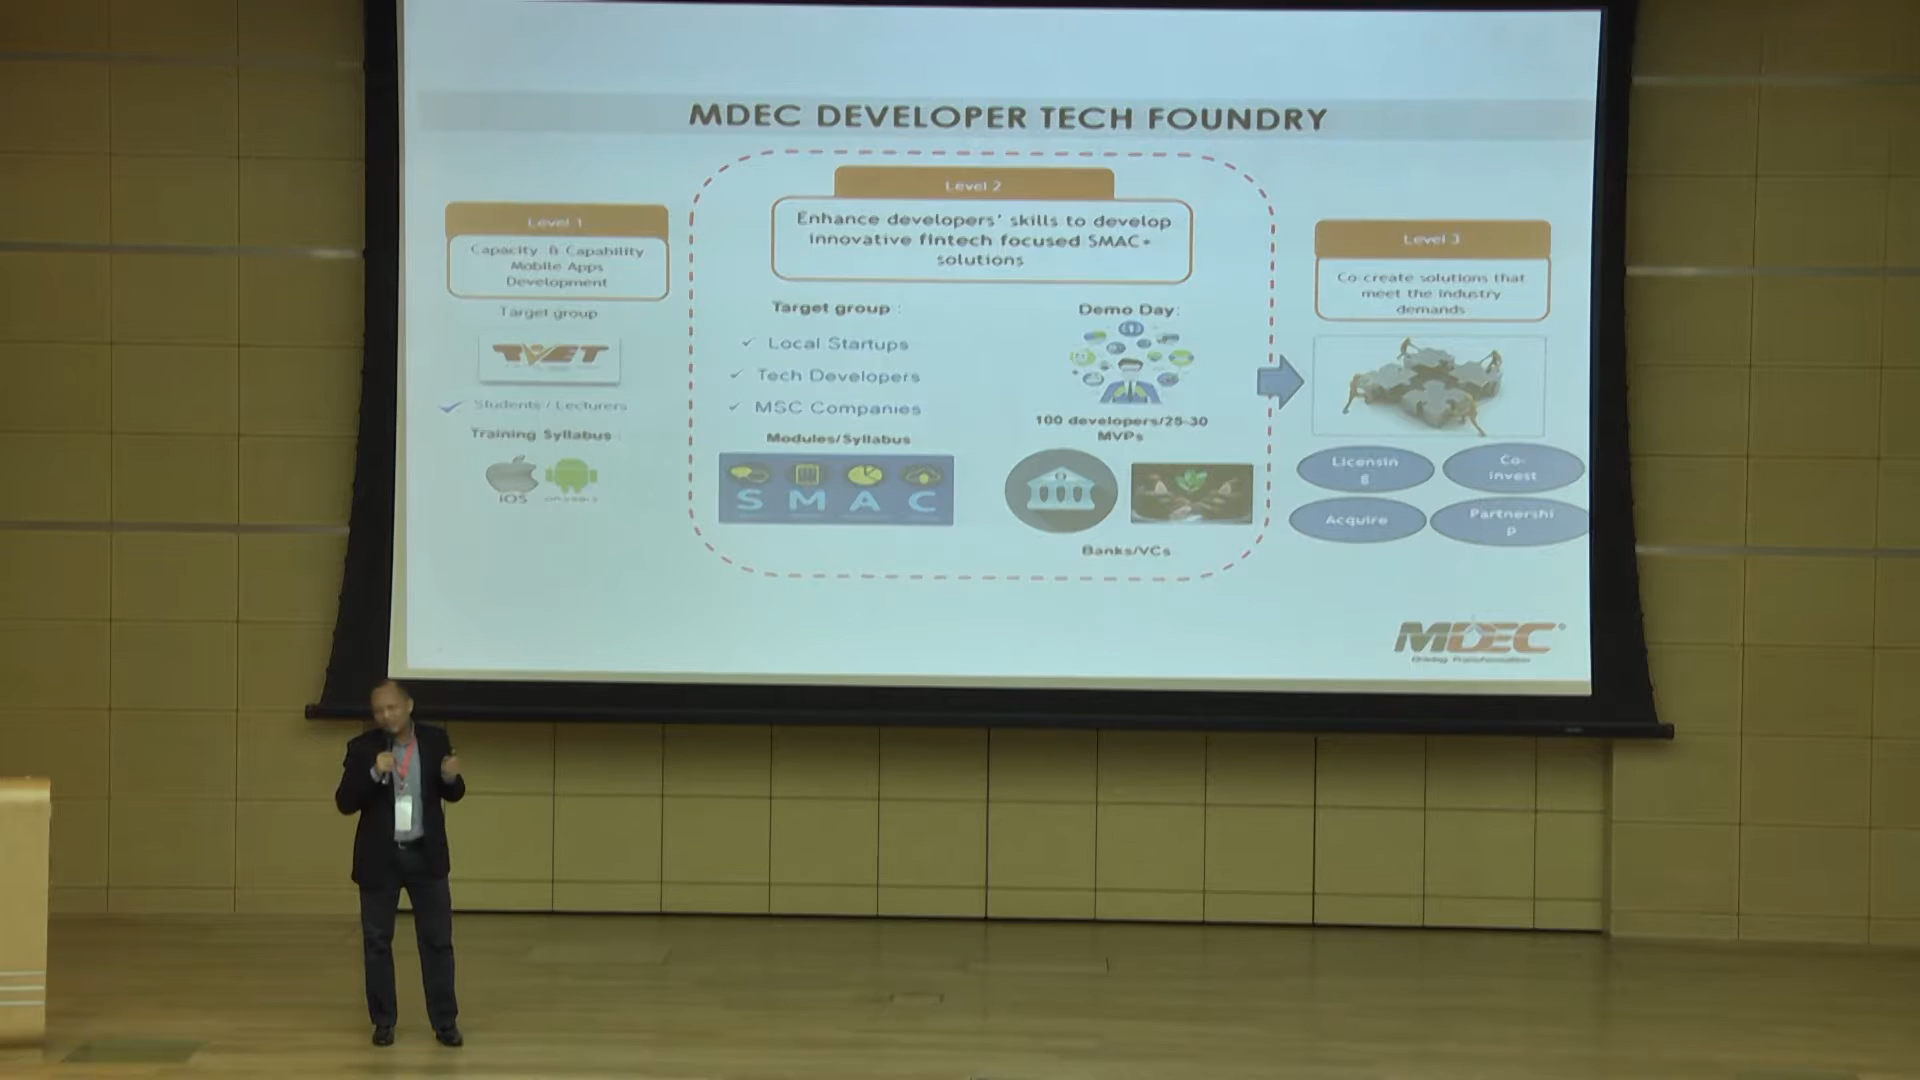 MDEC DEVELOPER TECH FOUNDRY
Level 1
Capacity & Capability
Mobile Apps
Development
Target group
Students / Lecturers
Training Syllabus :
iOS
Level 2
Enhance developers' skills to develop
innovative fintech focused SMAC+
solutions
Target group :
✓ Local Startups
✓ Tech Developers
✓ MSC Companies
Modules/Syllabus
S M A C
Demo Day:
100 developers/25-30
MVPs
Banks/VCs
Level 3
Co-create solutions that
meet the industry
demands
Licensin
g
Co-
invest
Acquire
Partnershi
p
MDEC
Driving Transformation